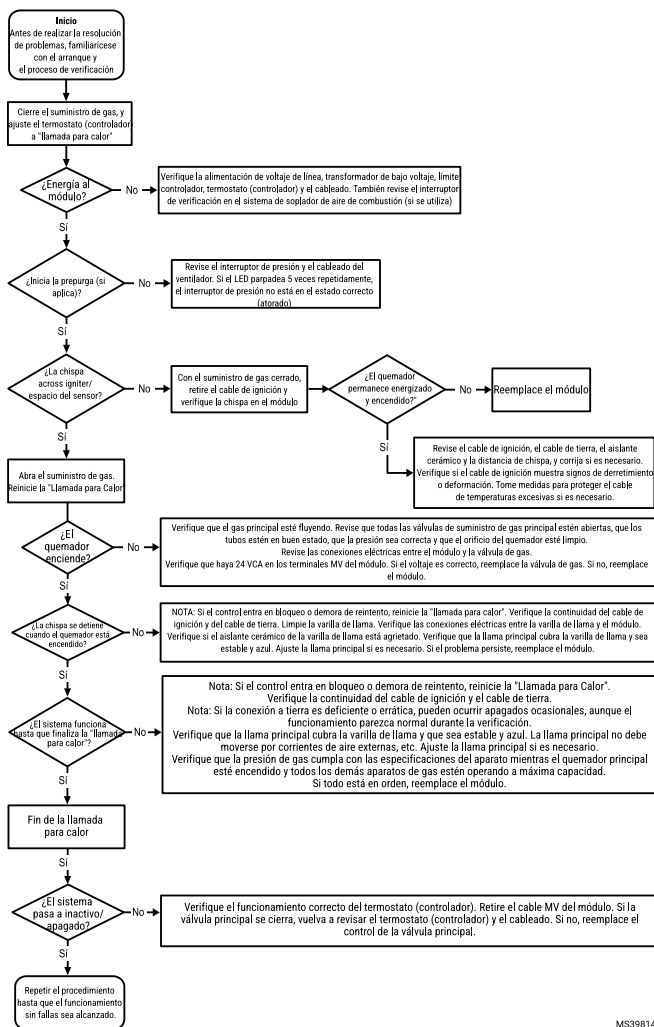 Inicio
Antes de realizar la resolución
de problemas, familiarícese
con el arranque y
el proceso de verificación
Cierre el suministro de gas, y
ajuste el termostato (controlador)
a "llamada para calor"
¿Energía al
módulo?
No
Verifique la alimentación de voltaje de línea, transformador de bajo voltaje, límite
controlador, termostato (controlador) y el cableado. También revise el interruptor
de verificación en el sistema de soplador de aire de combustión (si se utiliza)
Sí
¿Inicia la prepurga (si
aplica)?
No
Revise el interruptor de presión y el cableado del
ventilador. Si el LED parpadea 5 veces repetidamente,
el interruptor de presión no está en el estado correcto
(atorado)
Sí
¿La chispa
across igniter/
espacio del sensor?
No
Con el suministro de gas cerrado,
retire el cable de ignición y
verifique la chispa en el módulo
¿El quemador
permanece energizado
y encendido?"
No
Reemplace el módulo
Sí
Revise el cable de ignición, el cable de tierra, el aislante
cerámico y la distancia de chispa, y corrija si es necesario.
Verifique si el cable de ignición muestra signos de derretimiento
o deformación. Tome medidas para proteger el cable
de temperaturas excesivas si es necesario.
Sí
Abra el suministro de gas.
Reinicie la "Llamada para Calor"
¿El
quemador
enciende?
No
Verifique que el gas principal esté fluyendo. Revise que todas las válvulas de suministro de gas principal estén abiertas, que los
tubos estén en buen estado, que la presión sea correcta y que el orificio del quemador esté limpio.
Revise las conexiones eléctricas entre el módulo y la válvula de gas.
Verifique que haya 24 VCA en los terminales MV del módulo. Si el voltaje es correcto, reemplace la válvula de gas. Si no, reemplace
el módulo.
Sí
¿La chispa se detiene
cuando el quemador está
encendido?
No
NOTA: Si el control entra en bloqueo o demora de reintento, reinicie la "llamada para calor". Verifique la continuidad del cable de
ignición y del cable de tierra. Limpie la varilla de llama. Verifique las conexiones eléctricas entre la varilla de llama y el módulo.
Verifique si el aislante cerámico de la varilla de llama está agrietado. Verifique que la llama principal cubra la varilla de llama y sea
estable y azul. Ajuste la llama principal si es necesario. Si el problema persiste, reemplace el módulo.
Sí
¿El sistema funciona
hasta que finaliza la "llamada
para calor"?
No
Nota: Si el control entra en bloqueo o demora de reintento, reinicie la "Llamada para Calor".
Verifique la continuidad del cable de ignición y el cable de tierra.
Nota: Si la conexión a tierra es deficiente o errática, pueden ocurrir apagados ocasionales, aunque el
funcionamiento parezca normal durante la verificación.
Verifique que la llama principal cubra la varilla de llama y que sea estable y azul. La llama principal no debe
moverse por corrientes de aire externas, etc. Ajuste la llama principal si es necesario.
Verifique que la presión de gas cumpla con las especificaciones del aparato mientras el quemador principal
esté encendido y todos los demás aparatos de gas estén operando a máxima capacidad.
Si todo está en orden, reemplace el módulo.
Sí
Fin de la llamada
para calor
Sí
¿El sistema
pasa a inactivo/
apagado?
No
Verifique el funcionamiento correcto del termostato (controlador). Retire el cable MV del módulo. Si la
válvula principal se cierra, vuelva a revisar el termostato (controlador) y el cableado. Si no, reemplace el
control de la válvula principal.
Sí
Repetir el procedimiento
hasta que el funcionamiento
sin fallas sea alcanzado.
MS39814